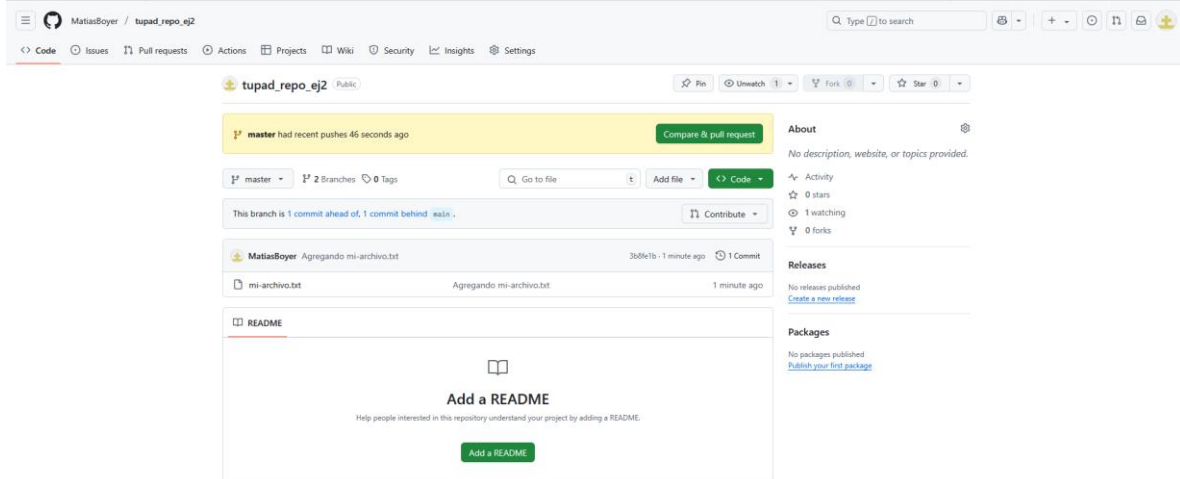 MatiasBoyer / tupad_repo_ej2
Type / to search
Code Issues Pull requests Actions Projects Wiki Security Insights Settings
tupad_repo_ej2 Public
Pin Unwatch 1 Fork 0 Star 0
master had recent pushes 46 seconds ago
Compare & pull request
About
No description, website, or topics provided.
master 2 Branches 0 Tags
Go to file t
Add file Code
Activity
0 stars
1 watching
0 forks
This branch is 1 commit ahead of, 1 commit behind main .
Contribute
MatiasBoyer Agregando mi-archivo.txt
3b8fe1b · 1 minute ago 1 Commit
mi-archivo.txt Agregando mi-archivo.txt 1 minute ago
Releases
No releases published
Create a new release
README
Packages
No packages published
Publish your first package
Add a README
Help people interested in this repository understand your project by adding a README.
Add a README